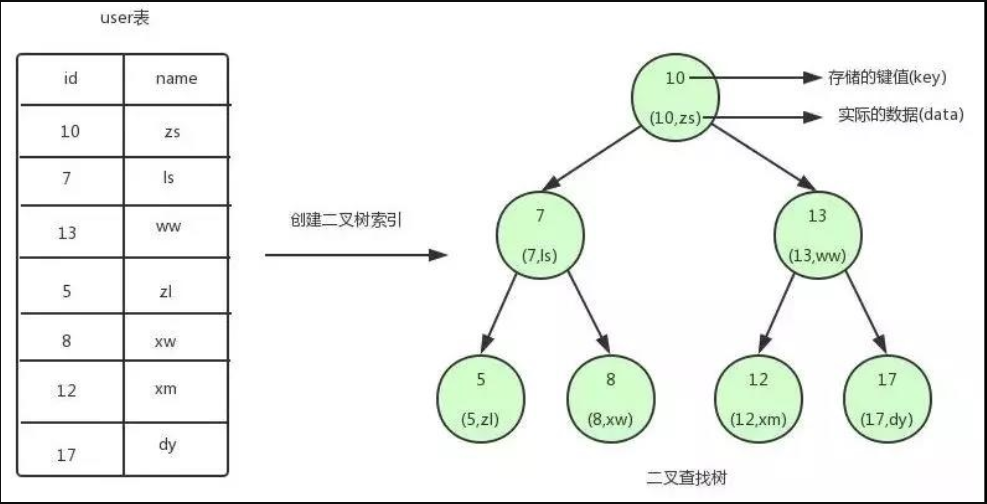 user表
id name
10 zs
7 ls
13 ww
5 zl
8 xw
12 xm
17 dy
创建二叉树索引
10
(10,zs)
存储的键值(key)
实际的数据(data)
7
(7,ls)
13
(13,ww)
5
(5,zl)
8
(8,xw)
12
(12,xm)
17
(17,dy)
二叉查找树